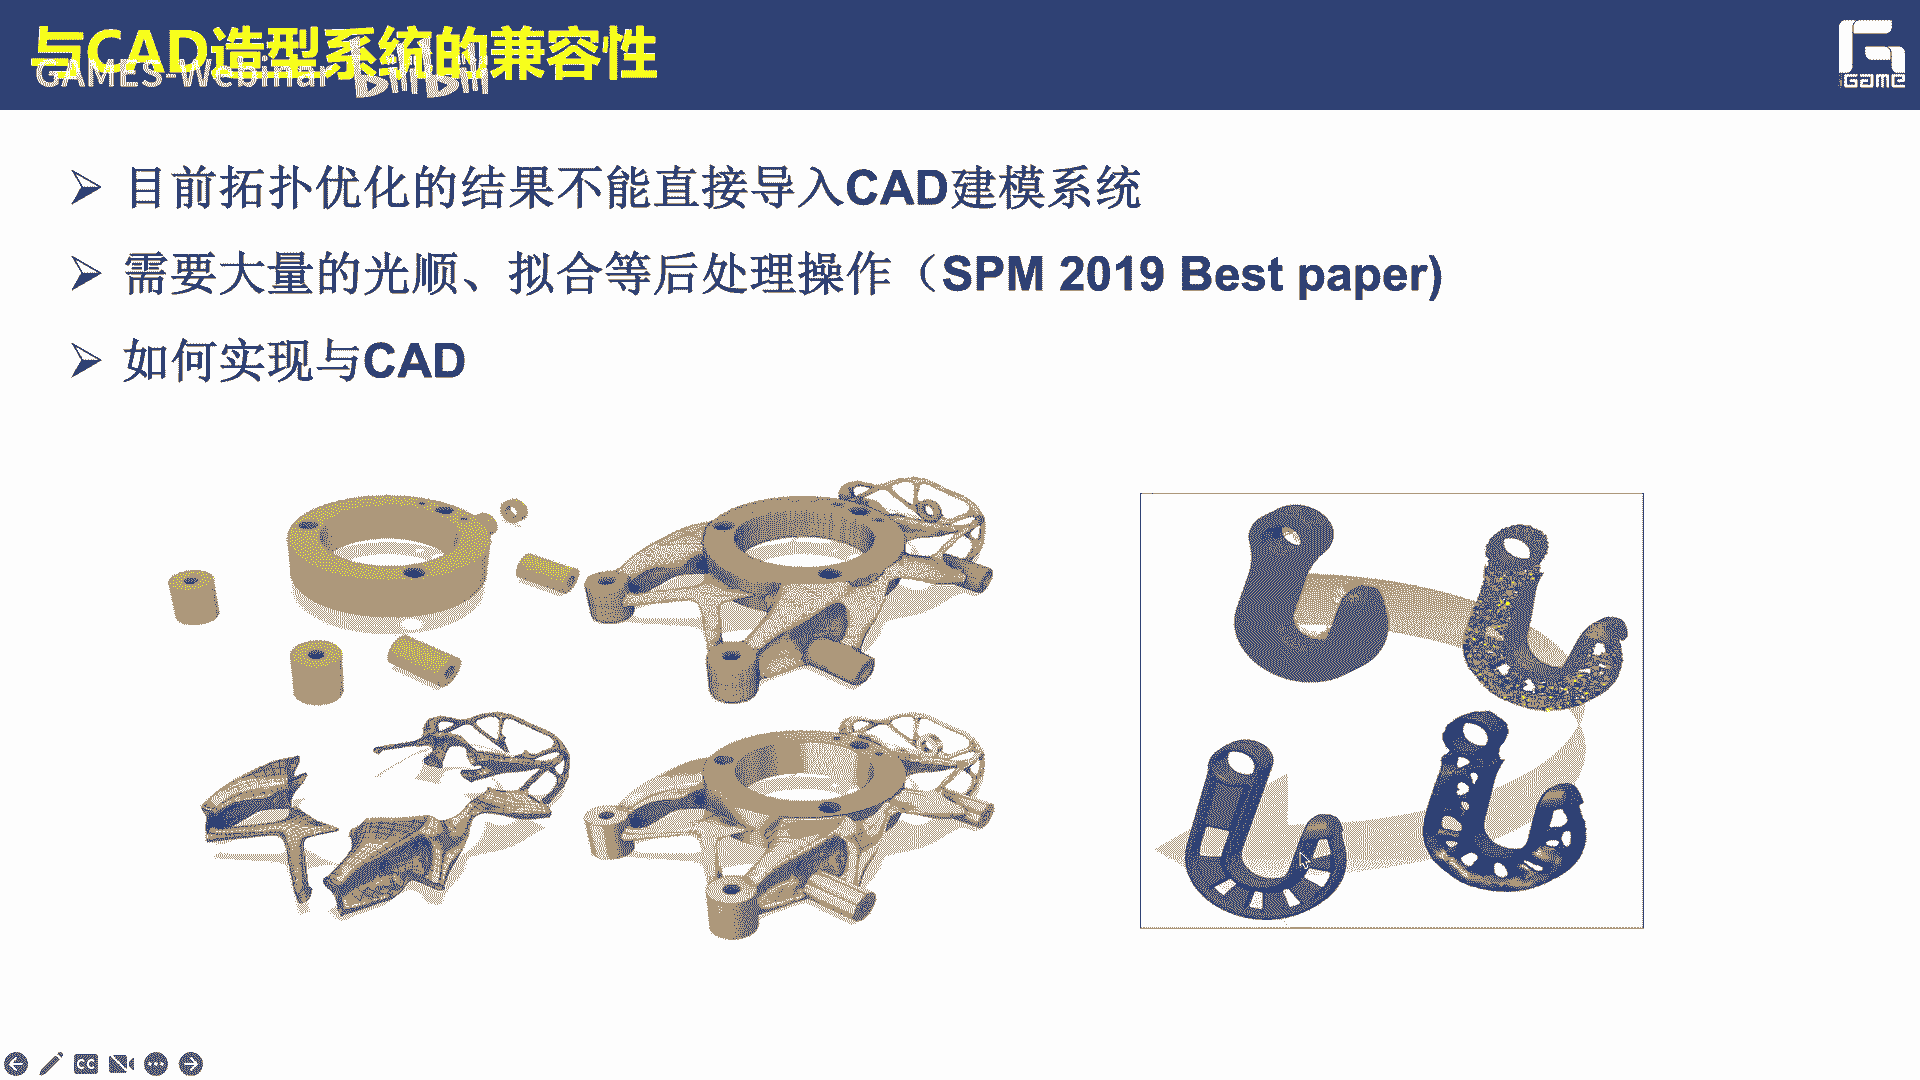 与CAD造型系统的兼容性
GAMES-Webinar bilibili
iGame
➢ 目前拓扑优化的结果不能直接导入CAD建模系统
➢ 需要大量的光顺、拟合等后处理操作（SPM 2019 Best paper)
➢ 如何实现与CAD
CC